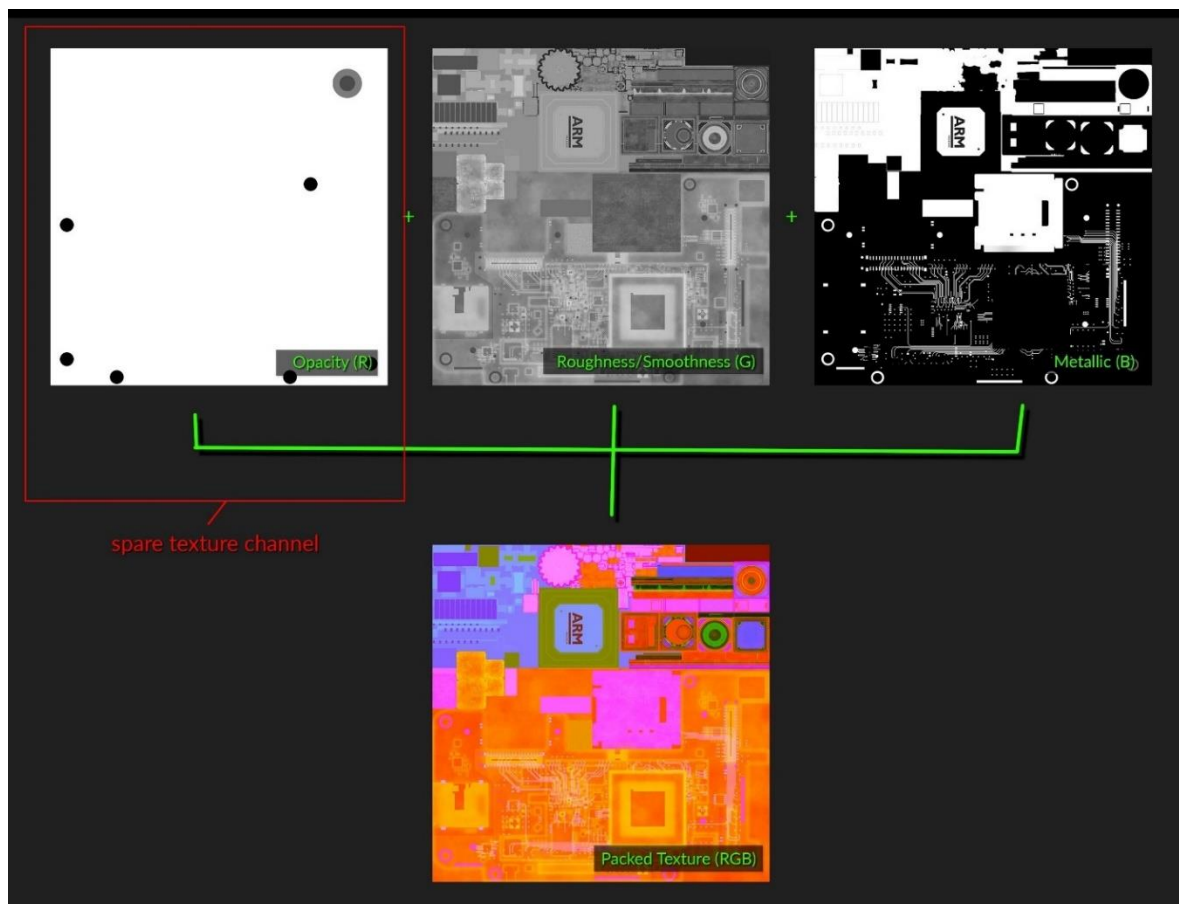 ARM
ARM
Opacity (R)
+
Roughness/Smoothness (G)
+
Metallic (B)
spare texture channel
ARM
Packed Texture (RGB)